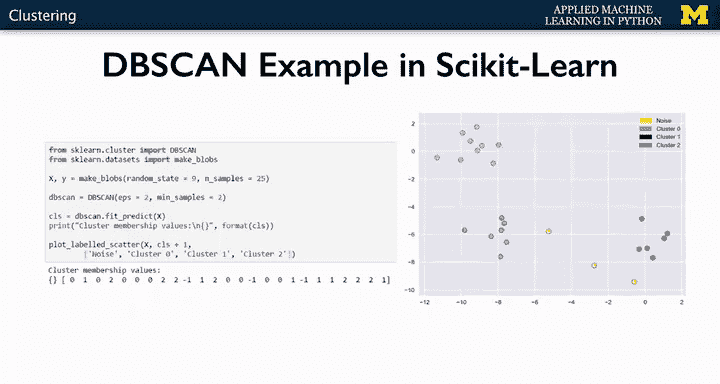 Clustering
APPLIED MACHINE
LEARNING IN PYTHON
M
DBSCAN Example in Scikit-Learn
from sklearn.cluster import DBSCAN
from sklearn.datasets import make_blobs
X, y = make_blobs(random_state = 9, n_samples = 25)
dbscan = DBSCAN(eps = 2, min_samples = 2)
cls = dbscan.fit_predict(X)
print("Cluster membership values:\n{}", format(cls))
plot_labelled_scatter(X, cls + 1,
['Noise', 'Cluster 0', 'Cluster 1', 'Cluster 2'])
Cluster membership values:
{} [ 0 1 0 2 0 0 0 2 2 -1 1 2 0 0 -1 0 0 1 -1 1 1 2 2 2 1]
Noise
Cluster 0
Cluster 1
Cluster 2
2
0
−2
−4
−6
−8
−10
−12 −10 −8 −6 −4 −2 0 2